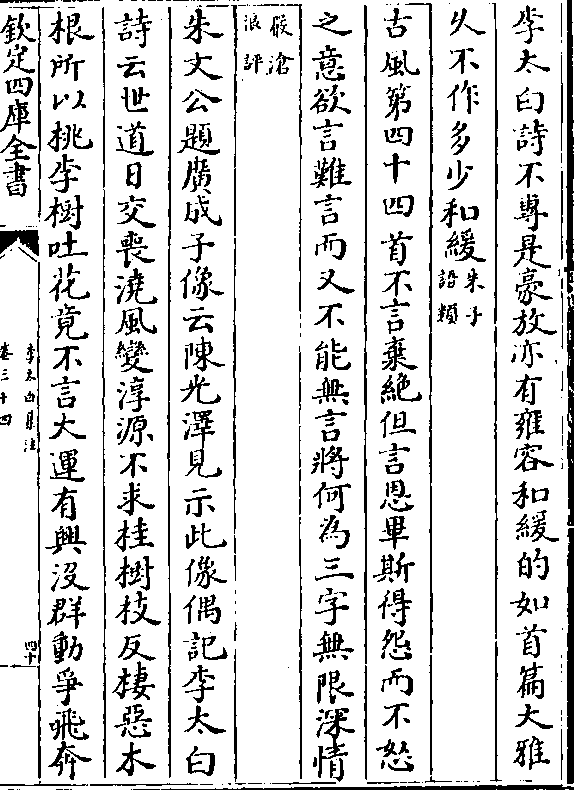 李太白詩不專是豪放亦有雍容和緩的如首篇大雅
久不作多少和緩朱子
語類
古風第四十四首不言棄絶但言恩畢斯得怨而不怒
之意欲言難言而又不能無言將何為三字無限深情
嚴滄
浪評
朱文公題廣成子像云陳光澤見示此像偶記李太白
詩云世道日交喪澆風變淳源不求桂樹枝反棲惡木
根所以桃李樹吐花竟不言大運有興沒群動爭飛奔
欽定四庫全書
李太白集注
卷三十四
四十